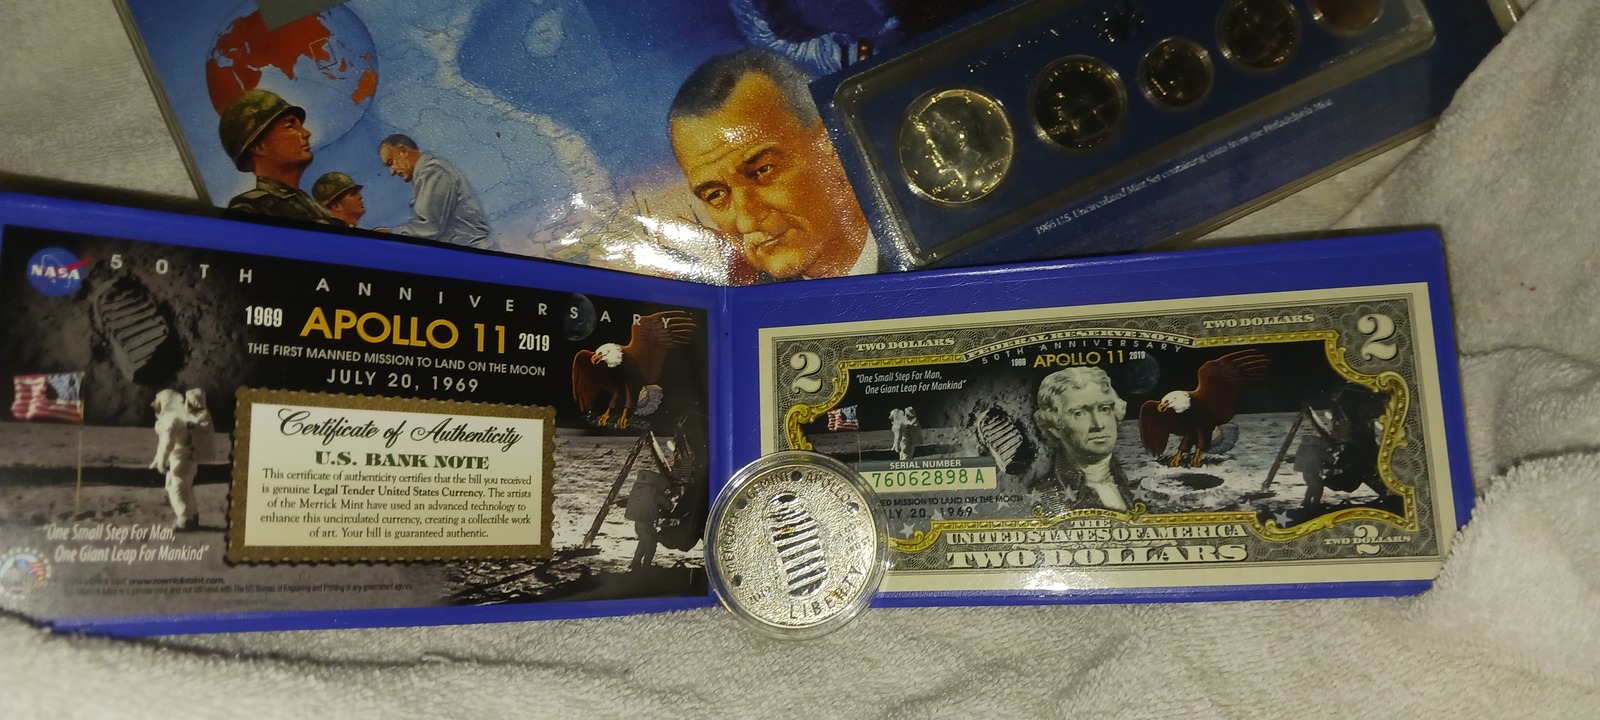 1966 U.S. Uncirculated Mint Set containing coins from the Philadelphia Mint
NASA
50TH ANNIVERSARY
1969 APOLLO 11 2019
THE FIRST MANNED MISSION TO LAND ON THE MOON
JULY 20, 1969
Certificate of Authenticity
U.S. BANK NOTE
This certificate of authenticity certifies that the bill you received
is genuine Legal Tender United States Currency. The artists
of the Merrick Mint have used an advanced technology to
enhance this uncirculated currency, creating a collectible work
of art. Your bill is guaranteed authentic.
"One Small Step For Man,
One Giant Leap For Mankind"
www.merrickmint.com
2 TWO DOLLARS FEDERAL RESERVE NOTE TWO DOLLARS 2
50TH ANNIVERSARY
1969 APOLLO 11 2019
"One Small Step For Man,
One Giant Leap For Mankind"
SERIAL NUMBER
76062898 A
ED MISSION TO LAND ON THE MOON
LY 20, 1969
THE
UNITED STATES OF AMERICA
TWO DOLLARS
TWO DOLLARS
2
GEMINI APOLLO
2019
LIBERTY